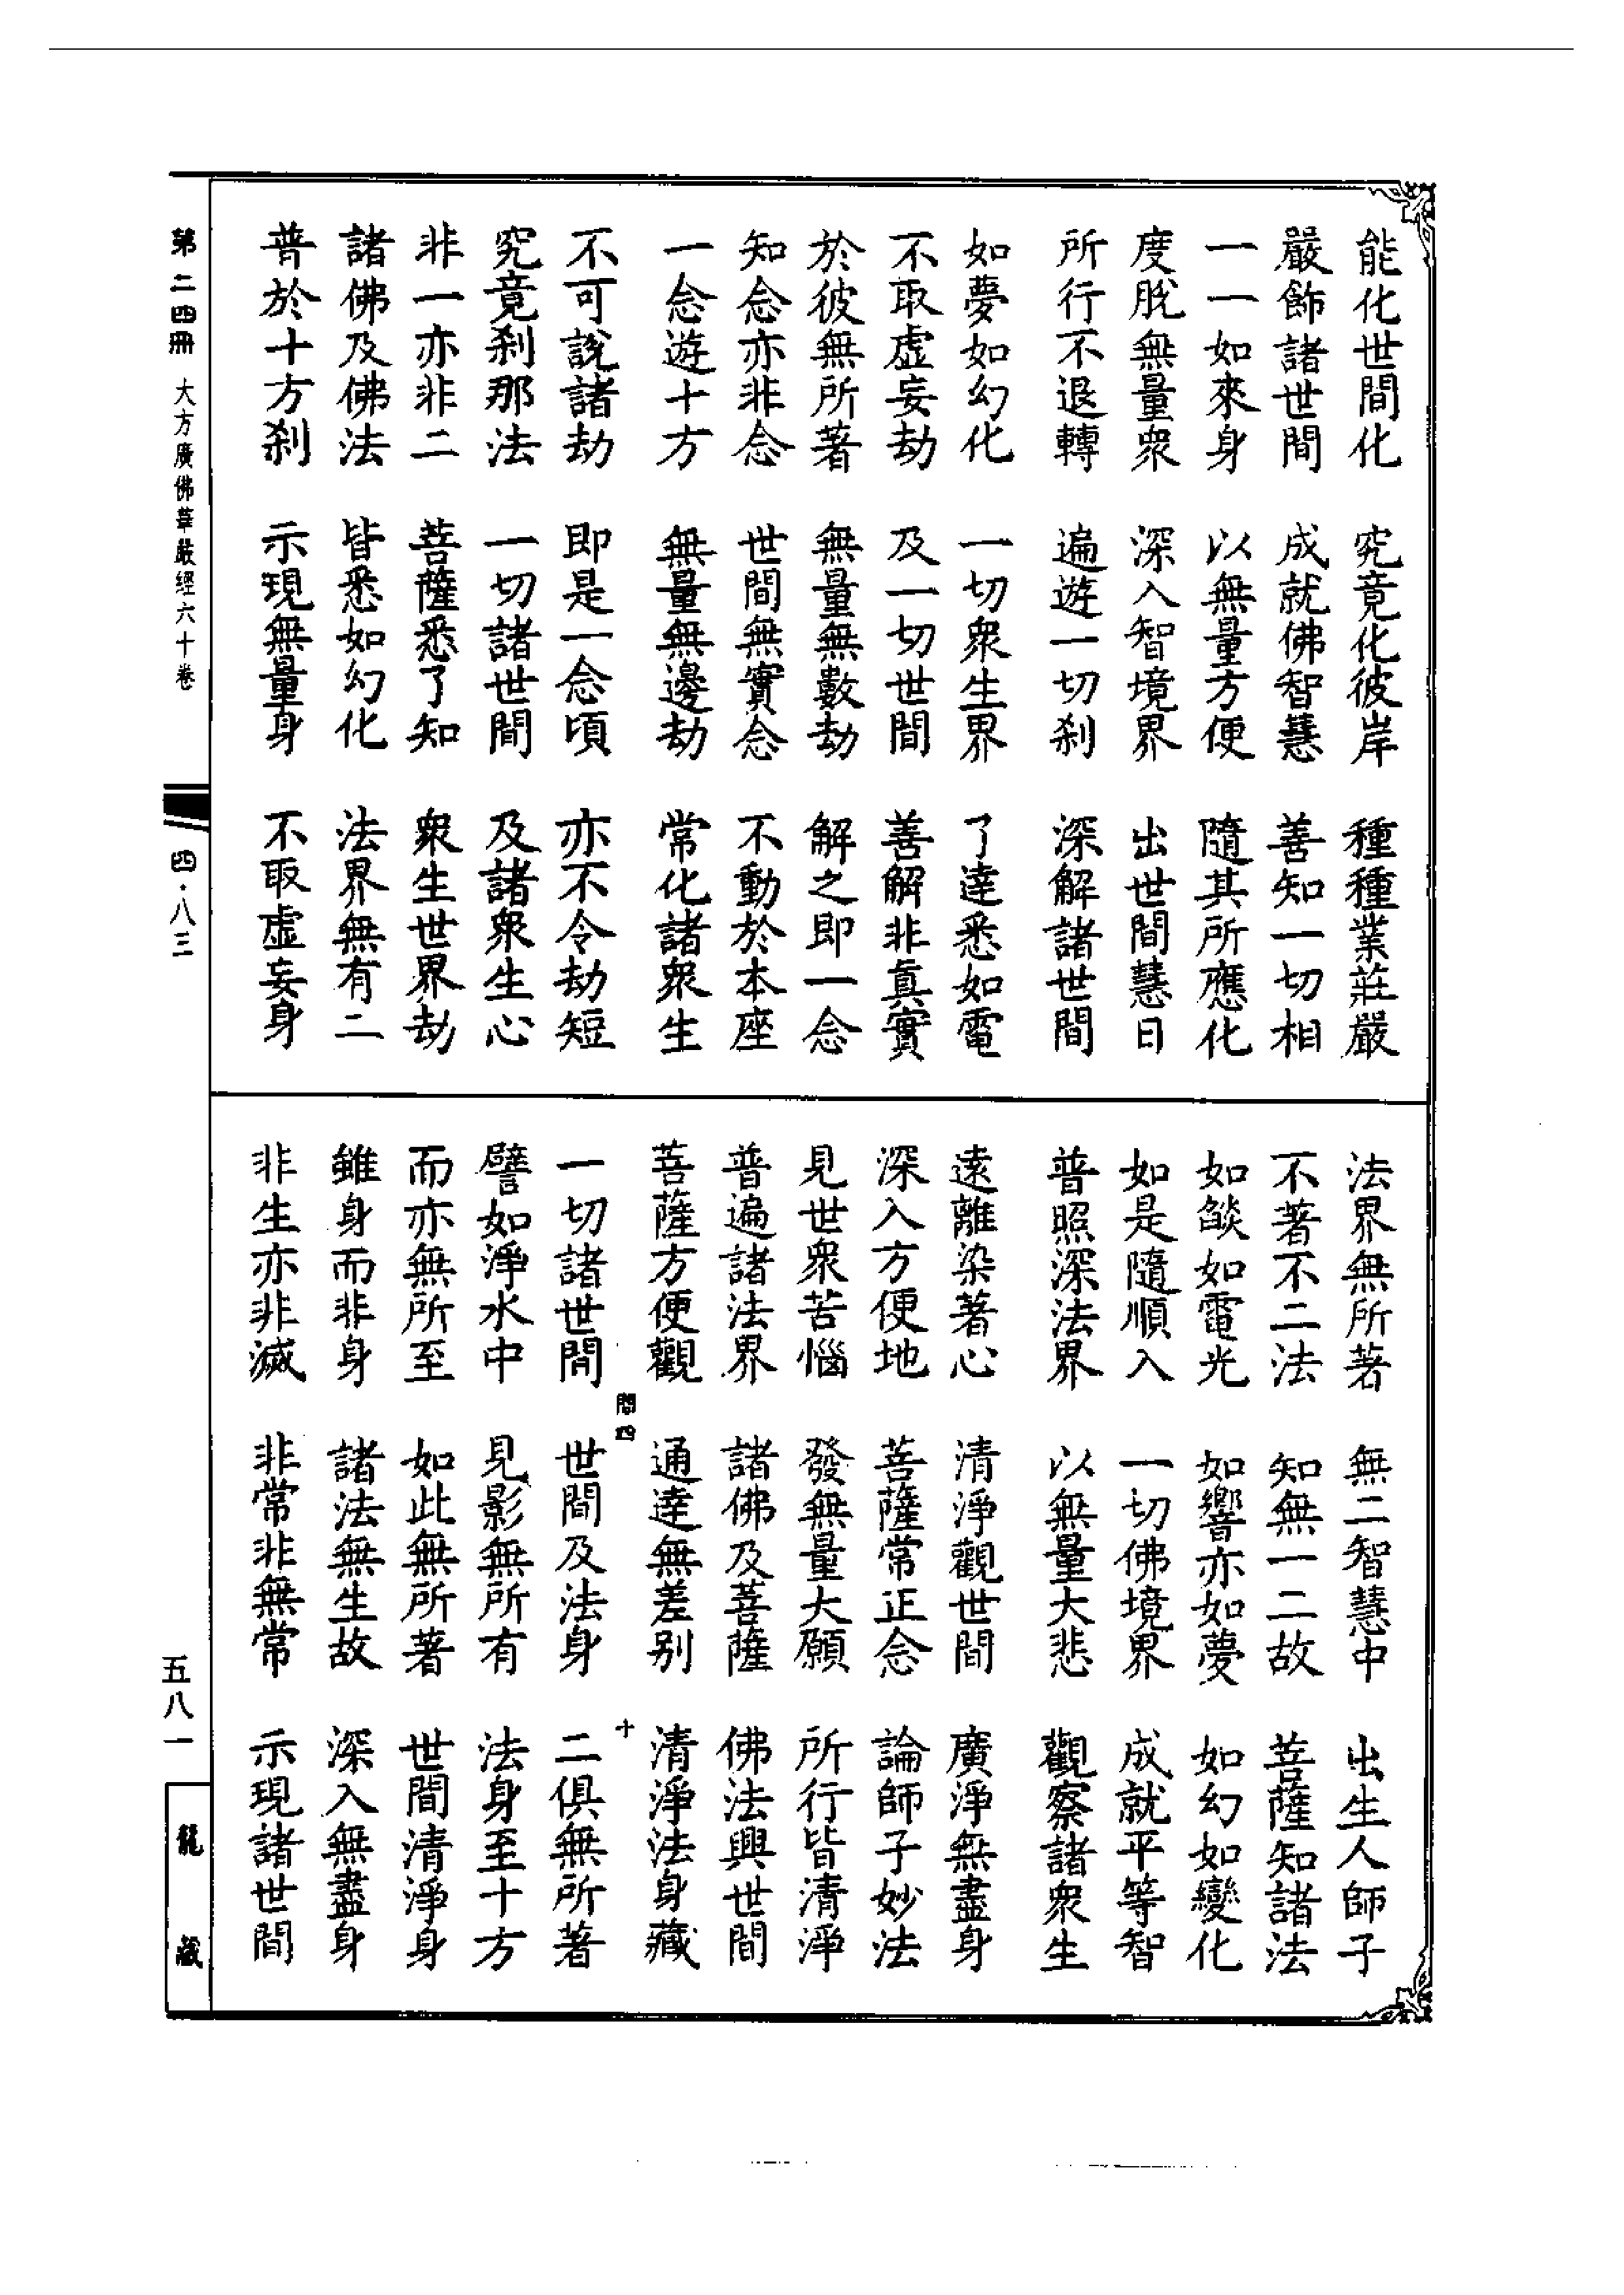 能化世間化　究竟化彼岸　種種業莊嚴
嚴飾諸世間　成就佛智慧　善知一切相
一一如來身　以無量方便　隨其所應化
度脫無量眾　深入智境界　出世間慧日
所行不退轉　遍遊一切刹　深解諸世間
如夢如幻化　一切眾生界　了達悉如電
不取虛妄劫　及一切世間　善解非真實
於彼無所著　無量無數劫　解之即一念
知念亦非念　世間無實念　不動於本座
一念遊十方　無量無邊劫　常化諸眾生
不可說諸劫　即是一念頃　亦不令劫短
究竟刹那法　一切諸世間　及諸眾生心
非一亦非二　菩薩悉了知　眾生世界劫
諸佛及佛法　皆悉如幻化　法界無有二
普於十方刹　示現無量身　不取虛妄身
法界無所著　無二智慧中　出生人師子
不著不二法　知無一二故　菩薩知諸法
如燄如電光　如響亦如夢　如幻如變化
如是隨順入　一切佛境界　成就平等智
普照深法界　以無量大悲　觀察諸眾生
遠離染著心　清淨觀世間　廣淨無盡身
深入方便地　菩薩常正念　論師子妙法
見世眾苦惱　發無量大願　所行皆清淨
普遍諸法界　諸佛及菩薩　佛法興世間
菩薩方便觀　通達無差別　清淨法身藏
問四　十
一切諸世間　世間及法身　二俱無所著
譬如淨水中　見影無所有　法身至十方
而亦無所至　如此無所著　世間清淨身
雖身而非身　諸法無生故　深入無盡身
非生亦非滅　非常非無常　示現諸世間
第二四冊　大方廣佛華嚴經六十卷
四・八三
五八一
龍藏